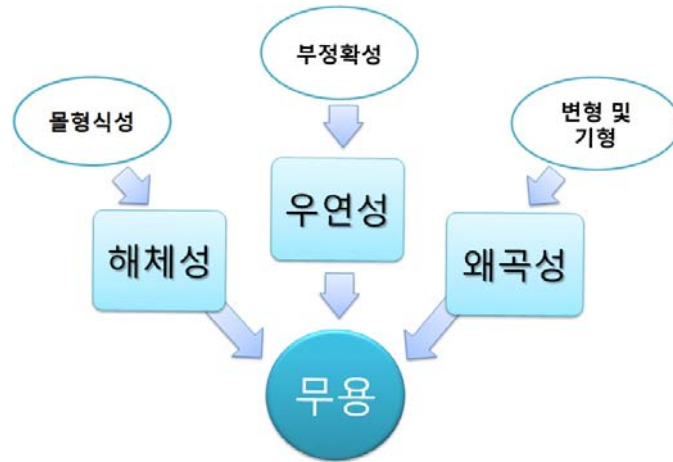 부정확성
몰형식성
변형 및
기형
우연성
해체성
왜곡성
무용